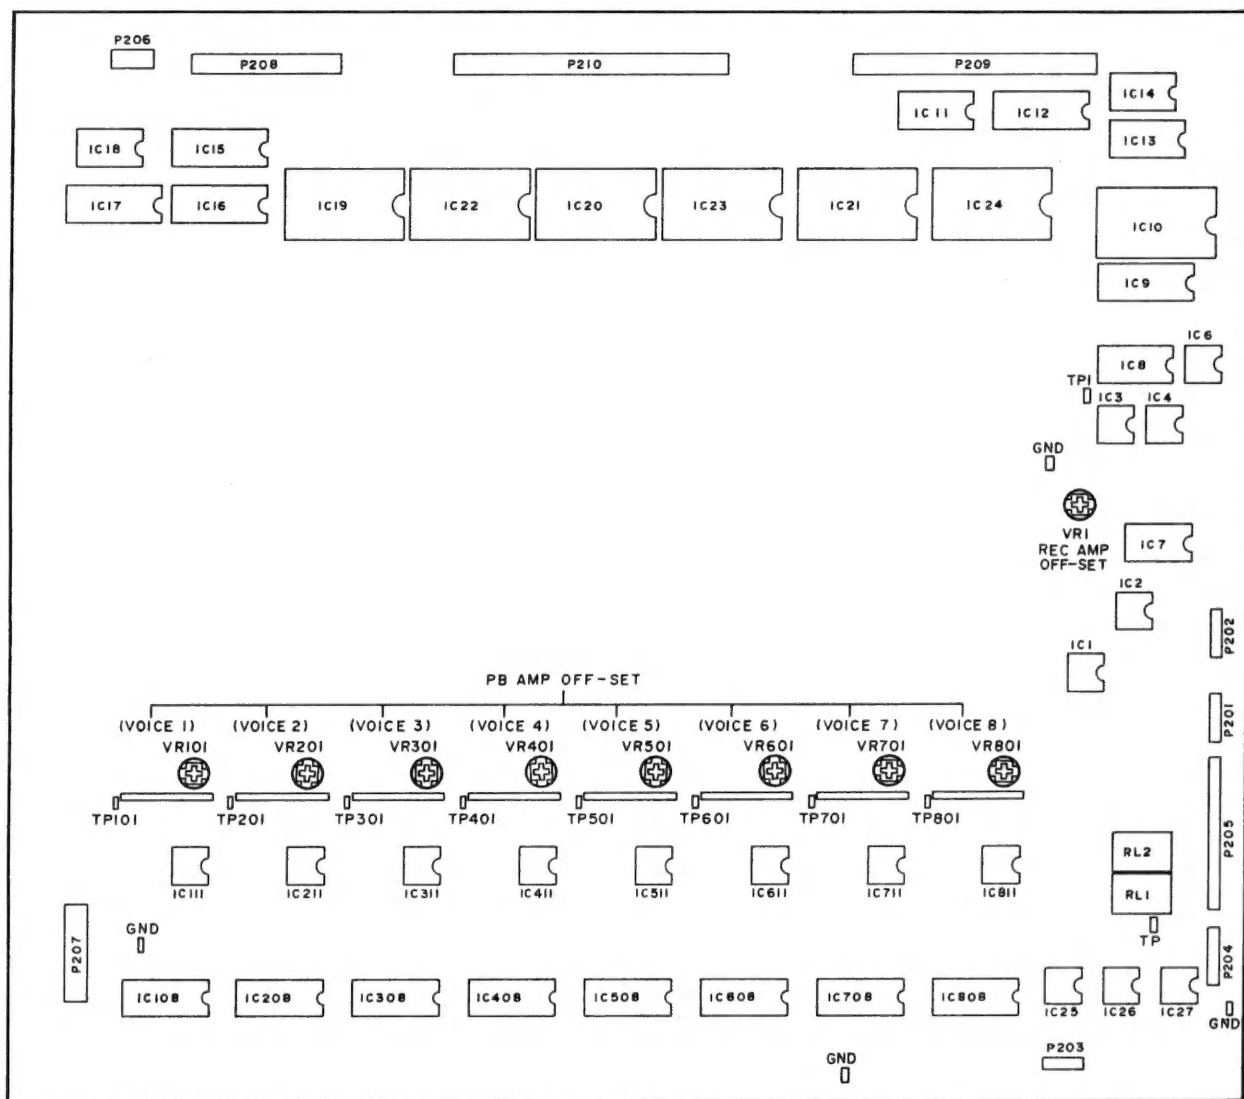 P206
P208
P210
P209
IC14
IC11
IC12
IC13
IC18
IC15
IC17
IC16
IC19
IC22
IC20
IC23
IC21
IC24
IC10
IC9
IC6
IC8
TP1
IC3
IC4
GND
VR1
REC AMP
OFF-SET
IC7
IC2
P202
IC1
PB AMP OFF-SET
P201
(VOICE 1) (VOICE 2) (VOICE 3) (VOICE 4) (VOICE 5) (VOICE 6) (VOICE 7) (VOICE 8)
VR101 VR201 VR301 VR401 VR501 VR601 VR701 VR801
TP101 TP201 TP301 TP401 TP501 TP601 TP701 TP801
P205
RL2
RL1
IC111 IC211 IC311 IC411 IC511 IC611 IC711 IC811
TP
P207
GND
P204
IC108 IC208 IC308 IC408 IC508 IC608 IC708 IC808
IC25 IC26 IC27
GND
P203
GND